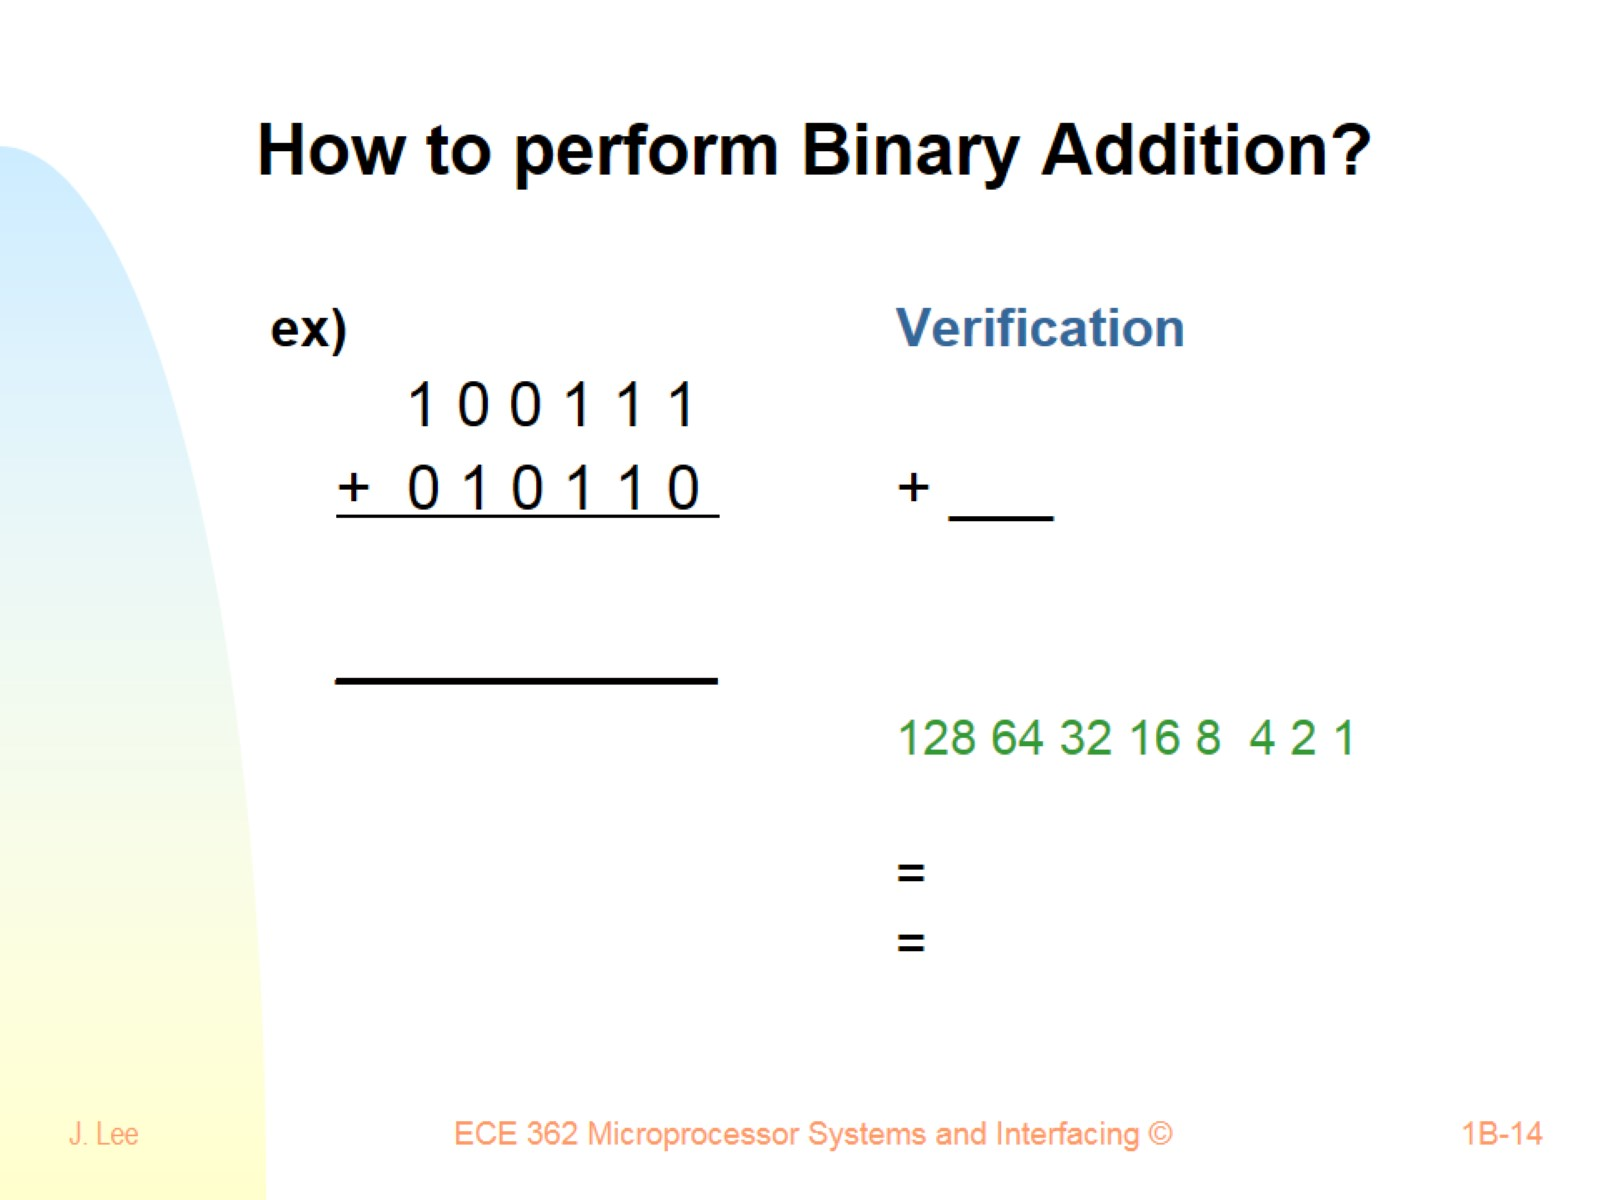 How to perform Binary Addition?
ex)
1 0 0 1 1 1
+ 0 1 0 1 1 0
Verification
+ ___
128 64 32 16 8 4 2 1
=
=
J. Lee
ECE 362 Microprocessor Systems and Interfacing ©
1B-14